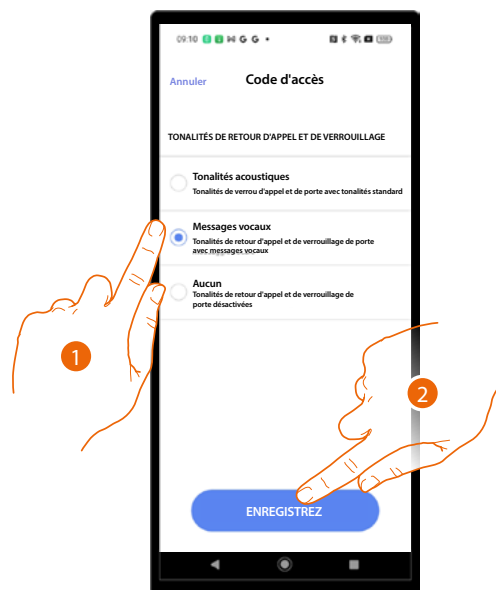 09:10 G G
Annuler Code d'accès
TONALITÉS DE RETOUR D'APPEL ET DE VERROUILLAGE
Tonalités acoustiques
Tonalités de verrou d'appel et de porte avec tonalités standard
Messages vocaux
Tonalités de retour d'appel et de verrouillage de porte
avec messages vocaux
Aucun
Tonalités de retour d'appel et de verrouillage de
porte désactivées
1
2
ENREGISTREZ